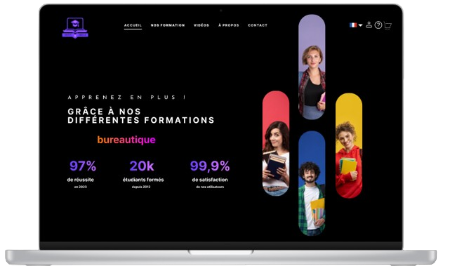 ACCUEIL NOS FORMATION VIDÉOS À PROPOS CONTACT
APPRENEZ EN PLUS !
GRÂCE À NOS
DIFFÉRENTES FORMATIONS
bureautique
97% 20k 99,9%
de réussite étudiants formés de satisfaction
en 2023 depuis 2015 de nos utilisateurs